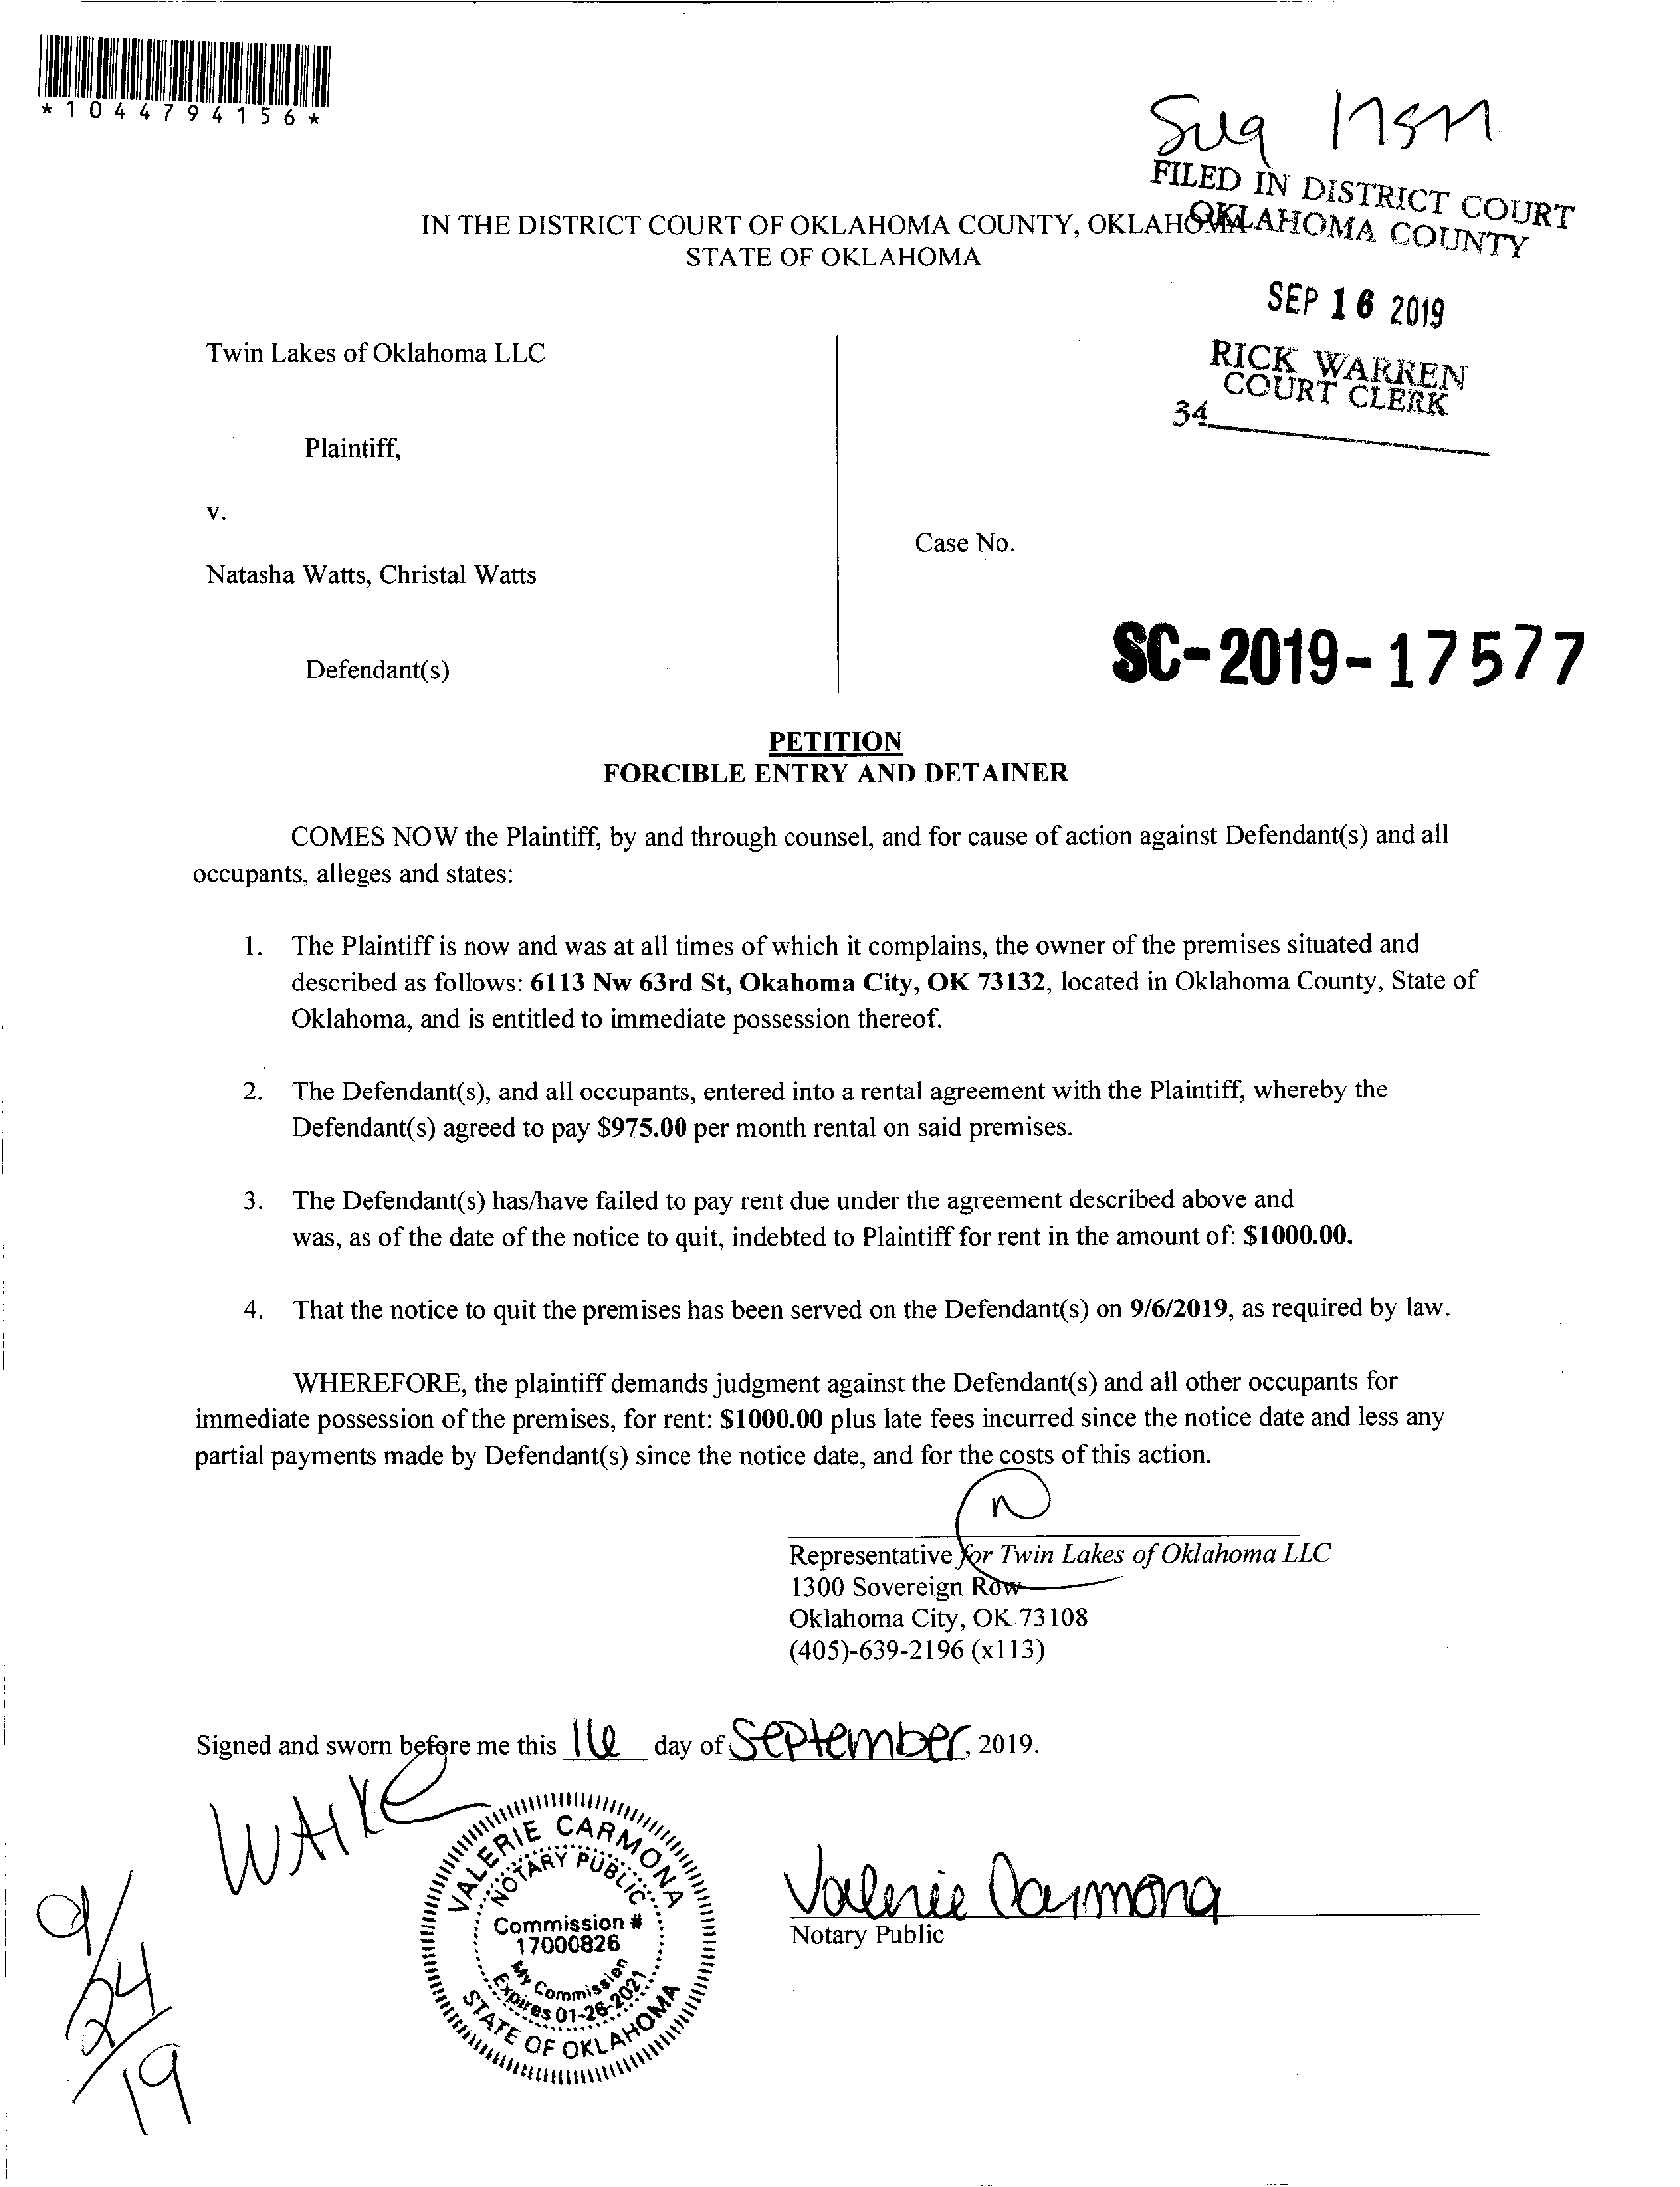 *1044794156*
FILED IN DISTRICT COURT
OKLAHOMA COUNTY
IN THE DISTRICT COURT OF OKLAHOMA COUNTY, OKLAHOMA
STATE OF OKLAHOMA
SEP 16 2019
RICK WARREN
COURT CLERK
34
Twin Lakes of Oklahoma LLC
Plaintiff,
v.
Case No.
Natasha Watts, Christal Watts
SC-2019-17577
Defendant(s)
PETITION
FORCIBLE ENTRY AND DETAINER
COMES NOW the Plaintiff, by and through counsel, and for cause of action against Defendant(s) and all
occupants, alleges and states:
1. The Plaintiff is now and was at all times of which it complains, the owner of the premises situated and
described as follows: 6113 Nw 63rd St, Okahoma City, OK 73132, located in Oklahoma County, State of
Oklahoma, and is entitled to immediate possession thereof.
2. The Defendant(s), and all occupants, entered into a rental agreement with the Plaintiff, whereby the
Defendant(s) agreed to pay $975.00 per month rental on said premises.
3. The Defendant(s) has/have failed to pay rent due under the agreement described above and
was, as of the date of the notice to quit, indebted to Plaintiff for rent in the amount of: $1000.00.
4. That the notice to quit the premises has been served on the Defendant(s) on 9/6/2019, as required by law.
WHEREFORE, the plaintiff demands judgment against the Defendant(s) and all other occupants for
immediate possession of the premises, for rent: $1000.00 plus late fees incurred since the notice date and less any
partial payments made by Defendant(s) since the notice date, and for the costs of this action.
Representative for Twin Lakes of Oklahoma LLC
1300 Sovereign Row
Oklahoma City, OK 73108
(405)-639-2196 (x113)
Signed and sworn before me this 16 day of September, 2019.
VALERIE CARMONA
NOTARY PUBLIC
Commission #
17000826
My Commission
Expires 01-26-2021
STATE OF OKLAHOMA
Valerie Carmona
Notary Public
9/24/19